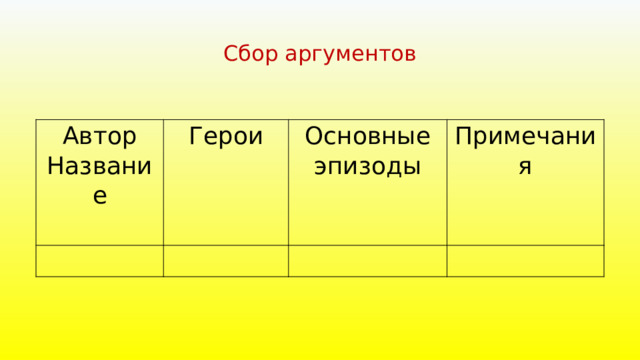 Сбор аргументов
Автор
Названи
е
Герои
Основные
эпизоды
Примечани
я